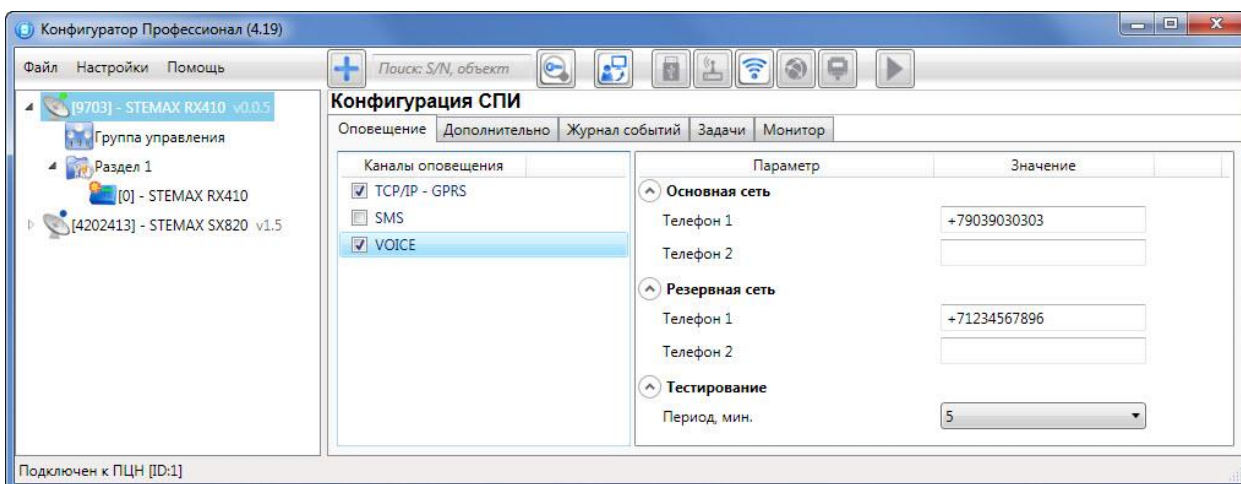 Конфигуратор Профессионал (4.19)
Файл Настройки Помощь
Поиск: S/N, объект
[9703] - STEMAX RX410 v0.0.5
Группа управления
Раздел 1
[0] - STEMAX RX410
[4202413] - STEMAX SX820 v1.5
Конфигурация СПИ
Оповещение Дополнительно Журнал событий Задачи Монитор
Каналы оповещения
TCP/IP - GPRS
SMS
VOICE
Параметр Значение
Основная сеть
Телефон 1 +79039030303
Телефон 2
Резервная сеть
Телефон 1 +71234567896
Телефон 2
Тестирование
Период, мин. 5
Подключен к ПЦН [ID:1]